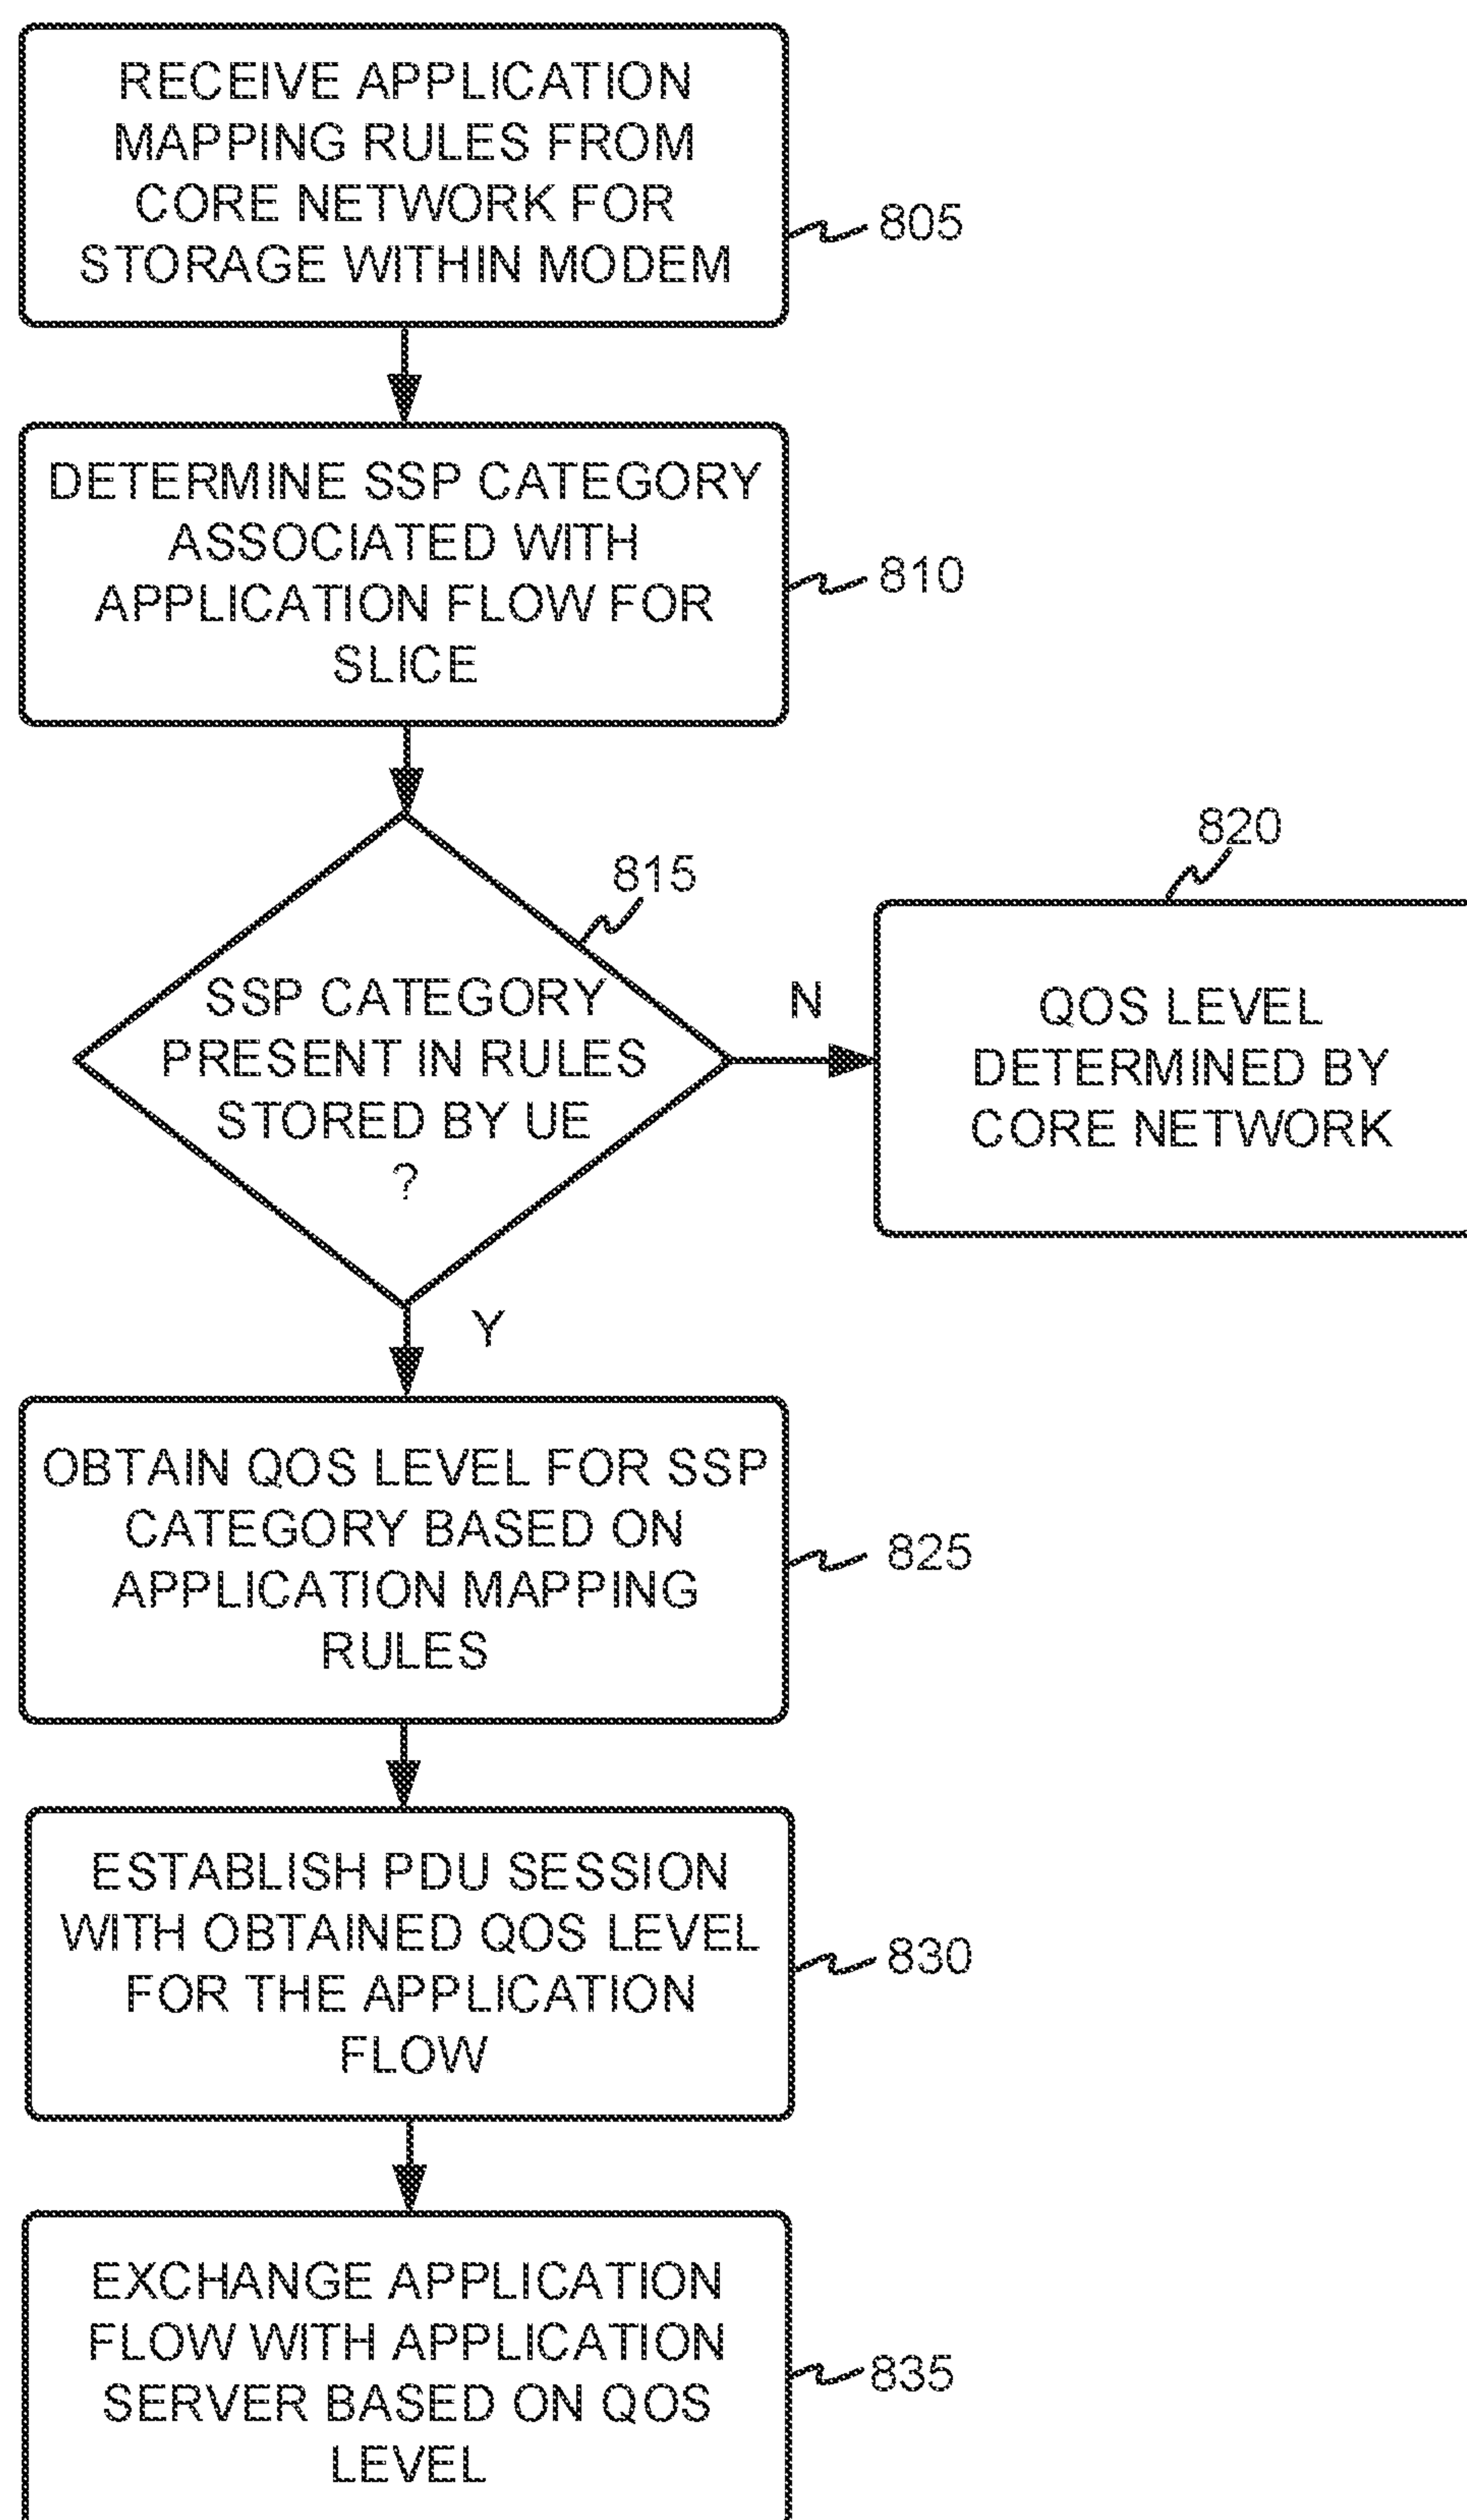 RECEIVE APPLICATION
MAPPING RULES FROM
CORE NETWORK FOR
STORAGE WITHIN MODEM
805
DETERMINE SSP CATEGORY
ASSOCIATED WITH
APPLICATION FLOW FOR
SLICE
810
815
SSP CATEGORY
PRESENT IN RULES
STORED BY UE
?
N
820
QOS LEVEL
DETERMINED BY
CORE NETWORK
Y
OBTAIN QOS LEVEL FOR SSP
CATEGORY BASED ON
APPLICATION MAPPING
RULES
825
ESTABLISH PDU SESSION
WITH OBTAINED QOS LEVEL
FOR THE APPLICATION
FLOW
830
EXCHANGE APPLICATION
FLOW WITH APPLICATION
SERVER BASED ON QOS
LEVEL
835